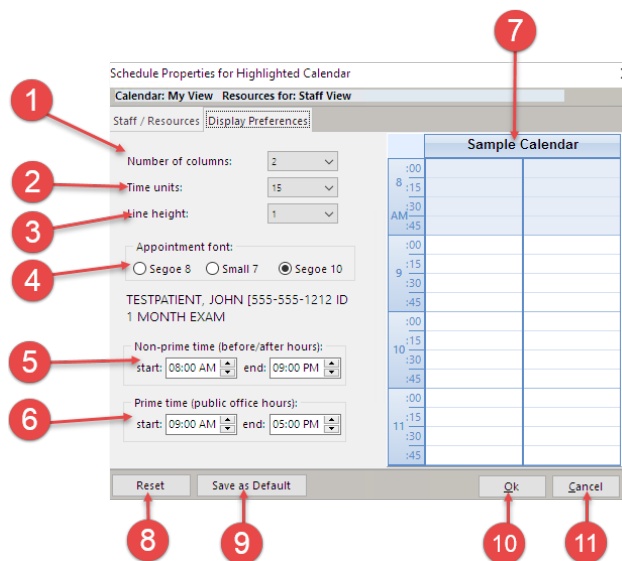 7
Schedule Properties for Highlighted Calendar
1
Calendar: My View Resources for: Staff View
Staff / Resources Display Preferences
Sample Calendar
Number of columns: 2
2
Time units: 15
3
Line height: 1
Appointment font:
4
Segoe 8 Small 7 Segoe 10
TESTPATIENT, JOHN [555-555-1212 ID
1 MONTH EXAM
5
Non-prime time (before/after hours):
start: 08:00 AM end: 09:00 PM
6
Prime time (public office hours):
start: 09:00 AM end: 05:00 PM
:00
8 :15
AM :30
:45
:00
9 :15
:30
:45
:00
10 :15
:30
:45
:00
11 :15
:30
:45
Reset Save as Default Ok Cancel
8 9 10 11